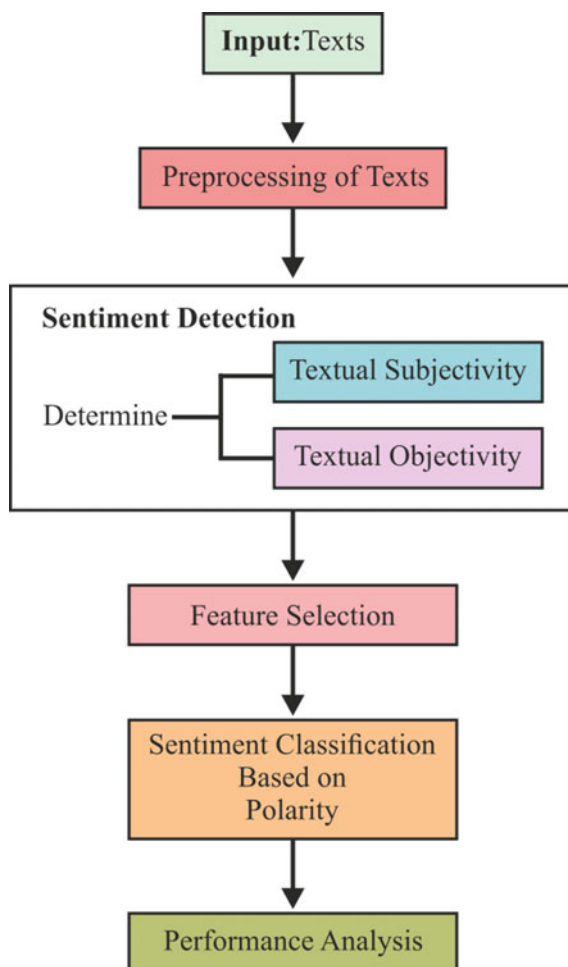 Input:Texts
Preprocessing of Texts
Sentiment Detection
Textual Subjectivity
Determine
Textual Objectivity
Feature Selection
Sentiment Classification
Based on
Polarity
Performance Analysis